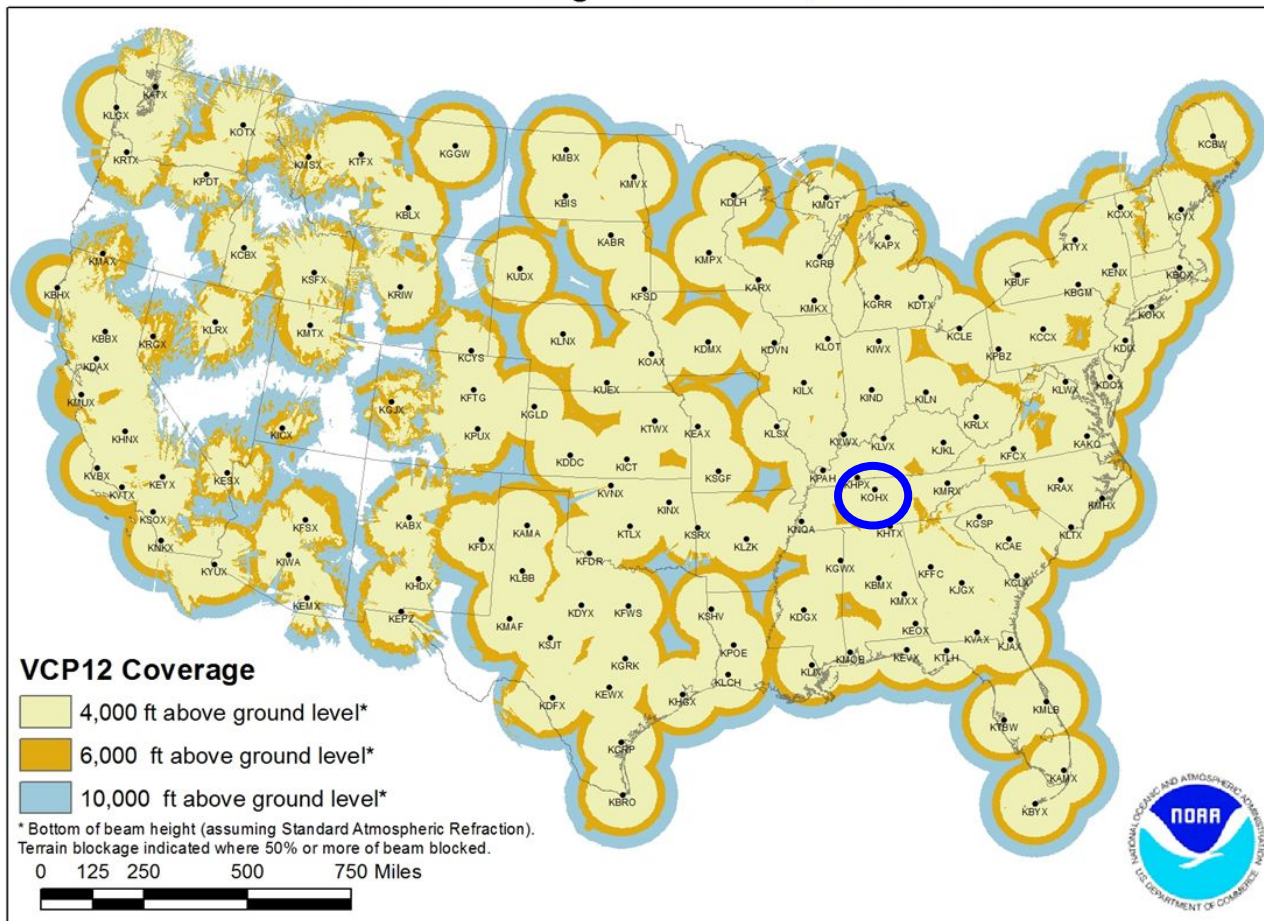 KATX
KLGX
KOTX
KRTX
KPDT
KMSX
KTFX
KGGW
KMBX
KMVX
KBIS
KDLH
KMQT
KCBW
KCXX
KGYX
KBLX
KABR
KAPX
KTYX
KMAX
KCBX
KSFX
KRIW
KUDX
KMPX
KGRB
KARX
KBUF
KENX
KBOX
KBGM
KBHX
KFSD
KMKX
KGRR
KDTX
KOKX
KBBX
KRGX
KLRX
KMTX
KLNX
KDMX
KDVN
KLOT
KIWX
KCLE
KCCX
KDIX
KDAX
KCYS
KOAX
KPBZ
KMUX
KGJX
KFTG
KUEX
KILX
KIND
KILN
KLWX
KDOX
KICX
KPUX
KGLD
KTWX
KEAX
KLSX
KRLX
KHNX
KVWX
KLVX
KJKL
KFCX
KAKQ
KVBX
KEYX
KESX
KDDC
KICT
KSGF
KPAH
KHPX
KOHX
KMRX
KRAX
KVTX
KVNX
KINX
KMHX
KSOX
KFSX
KABX
KFDX
KAMA
KTLX
KSRX
KLZK
KNQA
KHTX
KGSP
KLTX
KNKX
KYUX
KIWA
KHDX
KLBB
KFDR
KGWX
KFFC
KCAE
KEMX
KEPZ
KMAF
KDYX
KFWS
KSHV
KDGX
KBMX
KMXX
KJGX
KCLX
KSJT
KGRK
KPOE
KEOX
KVAX
KJAX
KDFX
KEWX
KHGX
KLCH
KLIX
KMOB
KEVX
KTLH
KCRP
KBRO
KTBW
KMLB
KAMX
KBYX
VCP12 Coverage
4,000 ft above ground level*
6,000 ft above ground level*
10,000 ft above ground level*
* Bottom of beam height (assuming Standard Atmospheric Refraction).
Terrain blockage indicated where 50% or more of beam blocked.
0 125 250 500 750 Miles
NATIONAL OCEANIC AND ATMOSPHERIC ADMINISTRATION
NOAA
U.S. DEPARTMENT OF COMMERCE